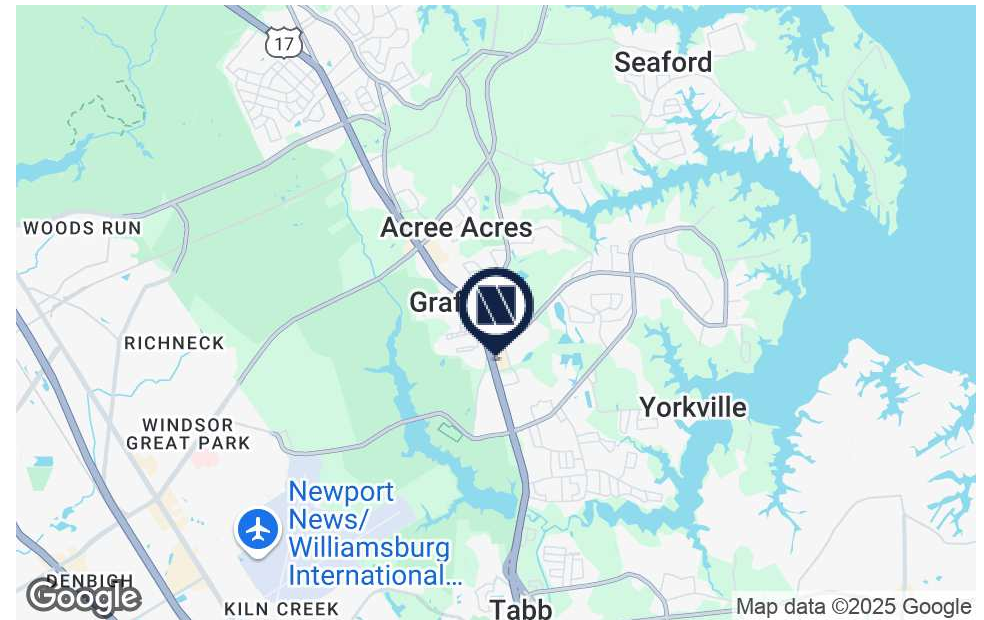 17
Seaford
WOODS RUN
Acree Acres
Graf
RICHNECK
Yorkville
WINDSOR
GREAT PARK
Newport
News/
Williamsburg
International...
DENBIGH
Google
KILN CREEK
Tabb
Map data ©2025 Google